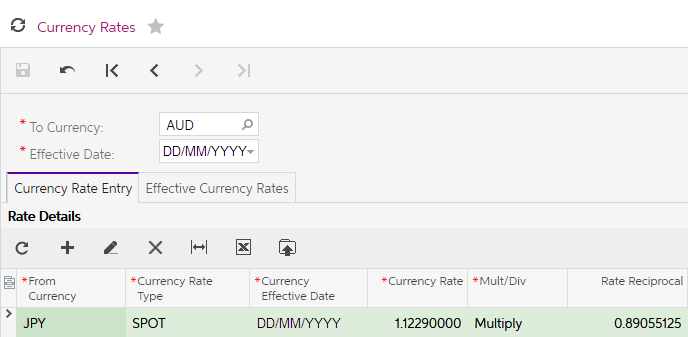 Currency Rates
* To Currency: AUD
* Effective Date: DD/MM/YYYY
Currency Rate Entry Effective Currency Rates
Rate Details
*From Currency *Currency Rate Type *Currency Effective Date *Currency Rate *Mult/Div Rate Reciprocal
JPY SPOT DD/MM/YYYY 1.12290000 Multiply 0.89055125